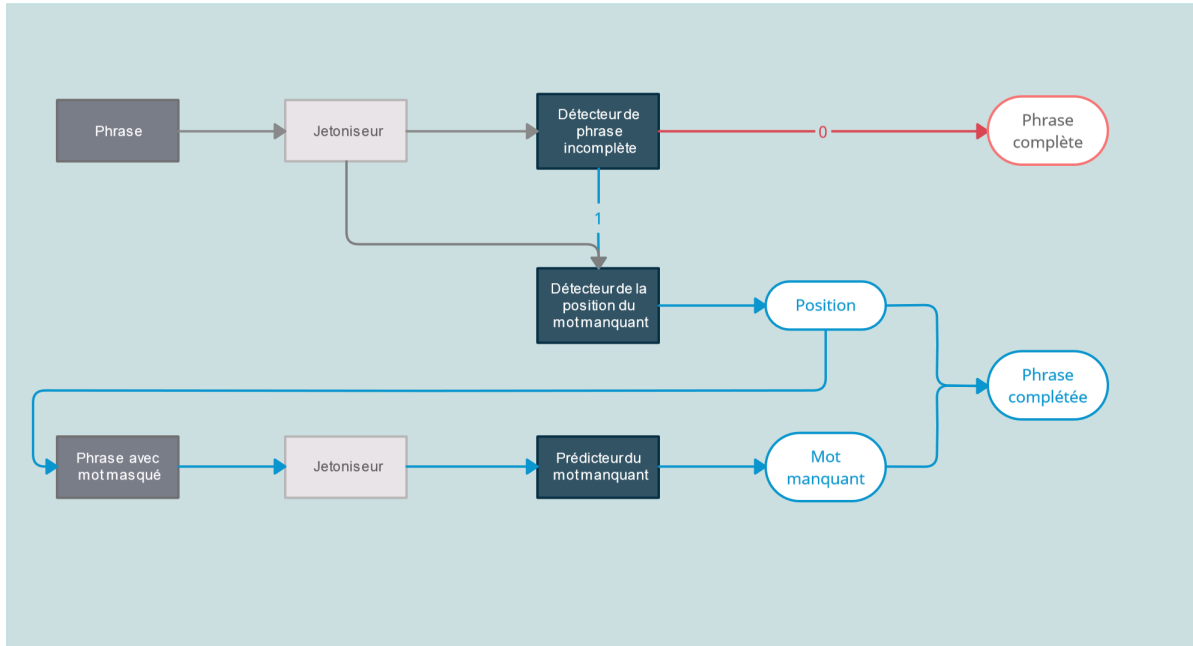 Phrase
Jetoniseur
Détecteur de
phrase
incomplète
0
Phrase
complète
1
Détecteur de la
position du
mot manquant
Position
Phrase
complétée
Phrase avec
mot masqué
Jetoniseur
Prédicteur du
mot manquant
Mot
manquant